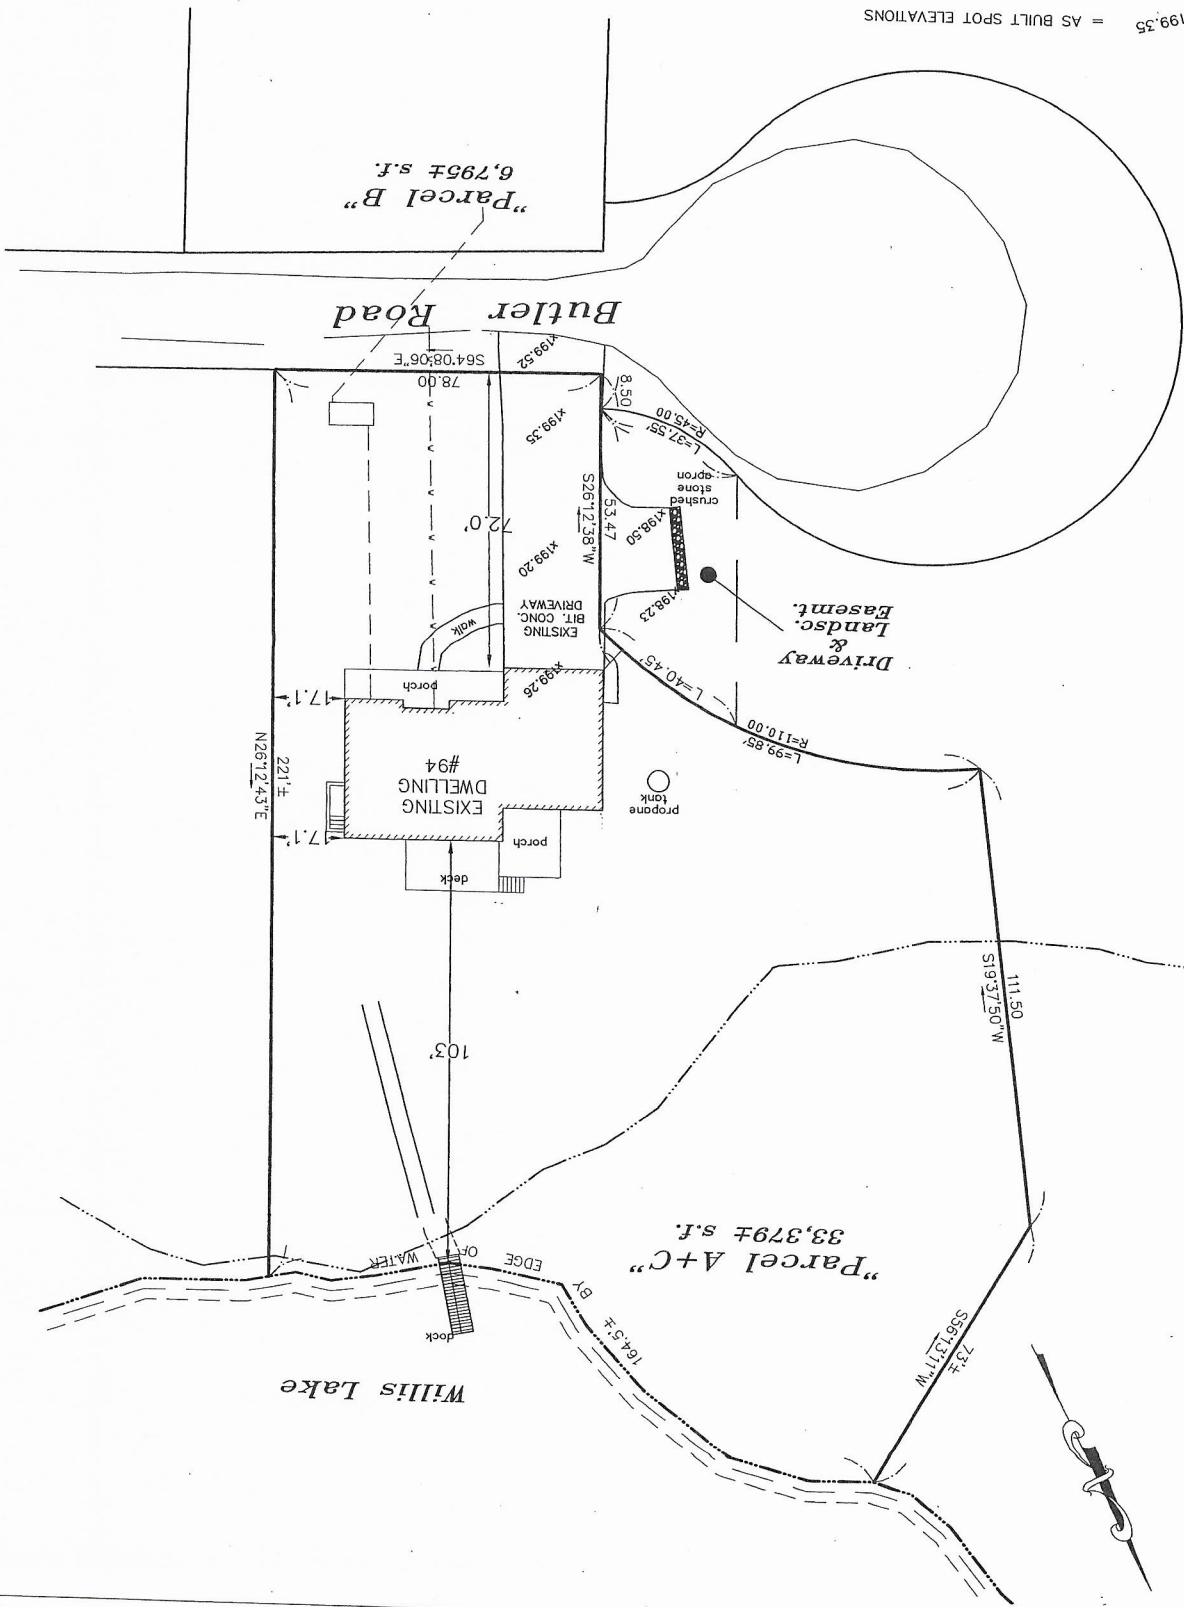 Willis Lake
dock
EDGE OF WATER
BY
164.5'±
73'±
S56°13'11"W
"Parcel A+C"
33,379± s.f.
103'
111.50
S19°37'50"W
deck
porch
propane
tank
EXISTING
DWELLING
#94
17.1'
17.1'
221'±
N26°12'43"E
L=99.85'
R=110.00
L=40.45'
porch
x199.26
walk
EXISTING
BIT. CONC.
DRIVEWAY
Driveway
&
Landsc.
Easemt.
x198.23
x198.50
x199.20
72.0'
53.47
S26°12'38"W
crushed
stone
apron
L=37.55'
R=45.00
x199.35
8.50
78.00
S64°08'06"E
x199.52
Butler Road
"Parcel B"
6,795± s.f.
199.35 = AS BUILT SPOT ELEVATIONS